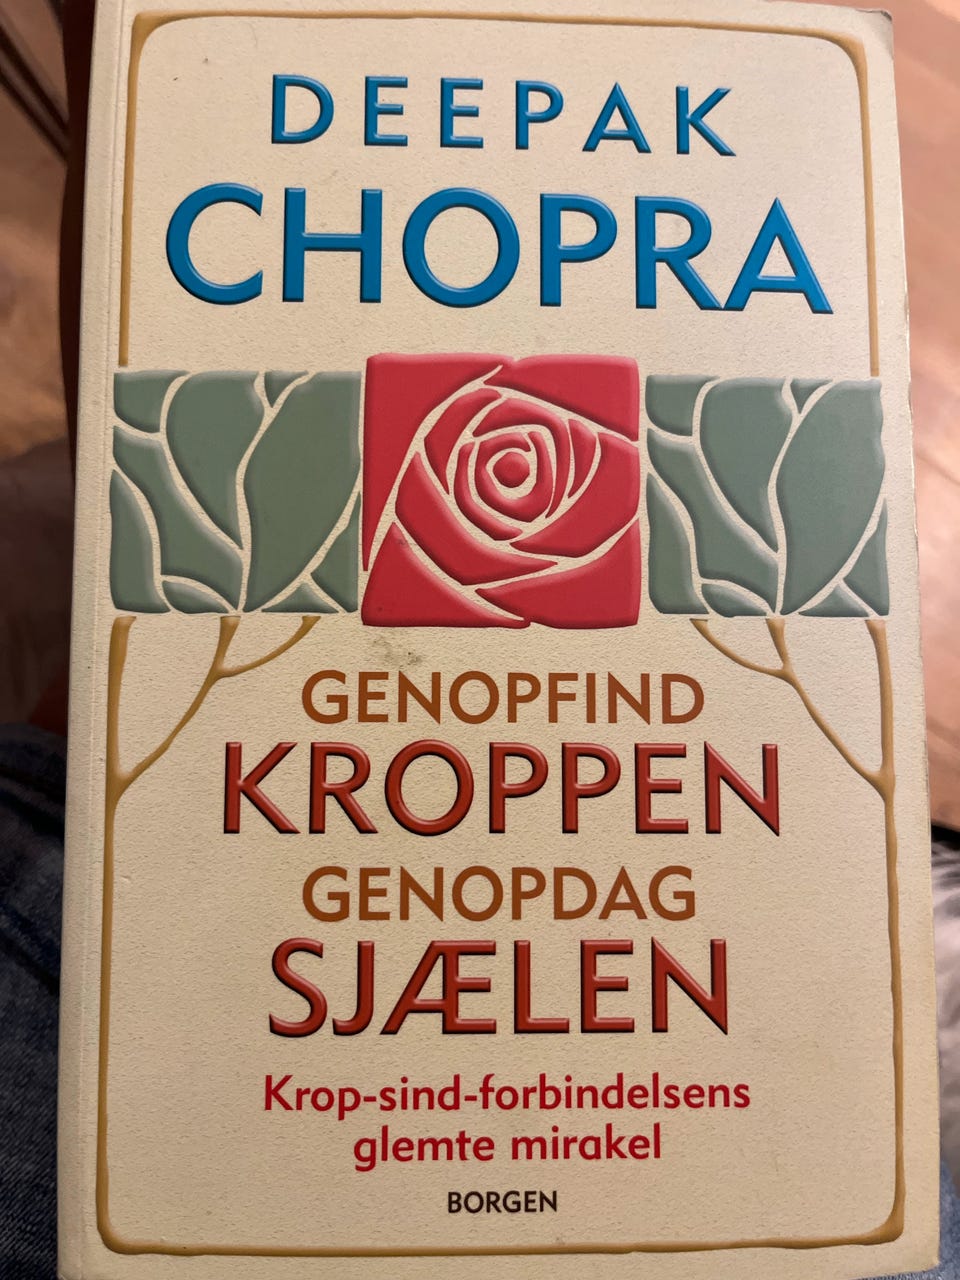 DEEPAK
CHOPRA
GENOPFIND
KROPPEN
GENOPDAG
SJÆLEN
Krop-sind-forbindelsens
glemte mirakel
BORGEN